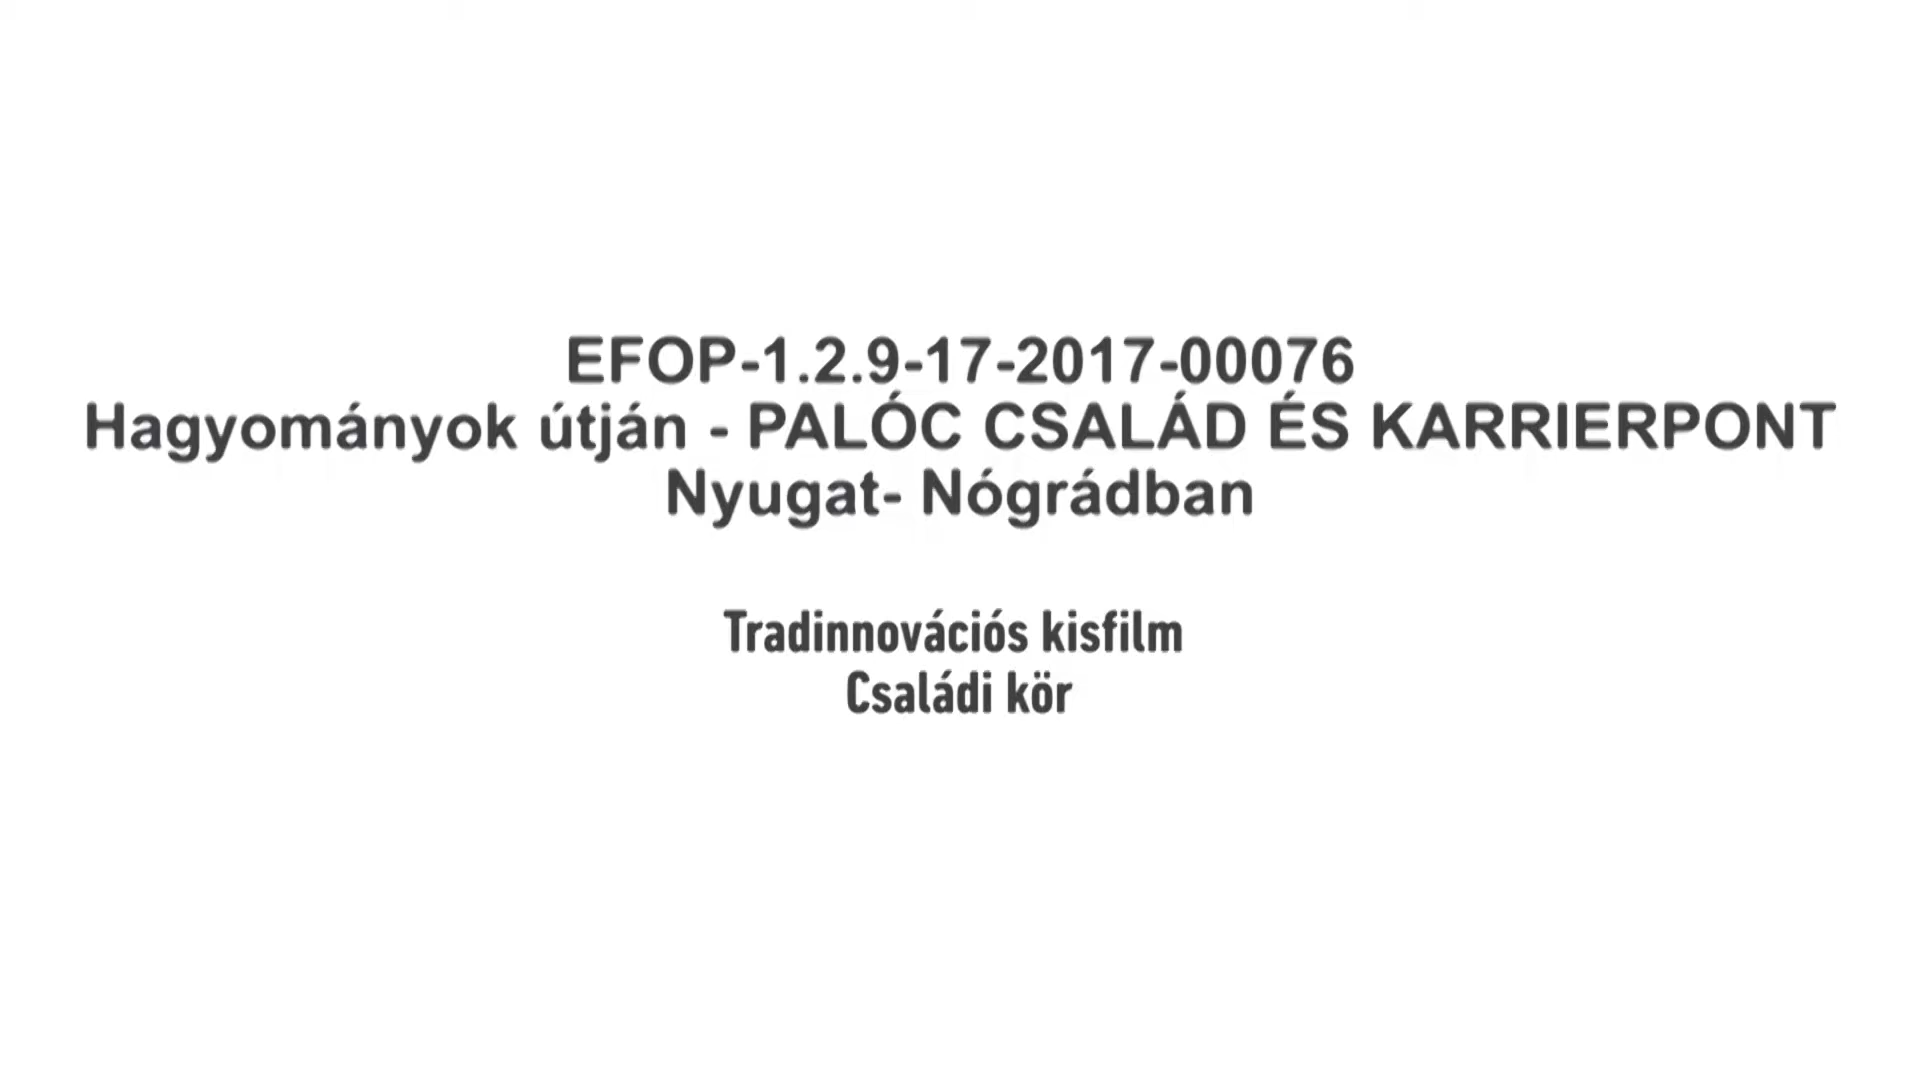 EFOP-1.2.9-17-2017-00076
Hagyományok útján - PALÓC CSALÁD ÉS KARRIERPONT
Nyugat- Nógrádban
Tradinnovációs kisfilm
Családi kör